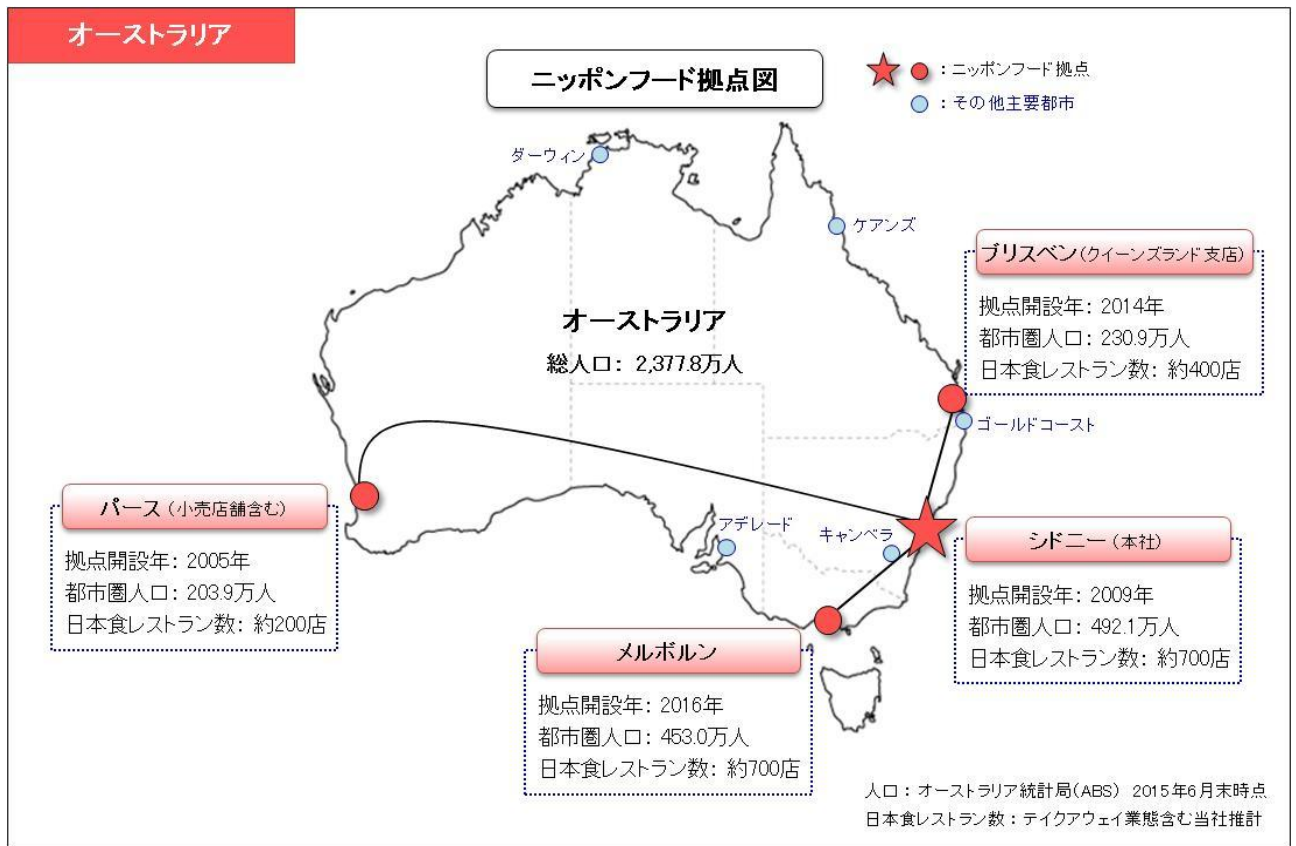 オーストラリア
ニッポンフード拠点図
：ニッポンフード拠点
：その他主要都市
ダーウィン
ケアンズ
ブリスベン(クイーンズランド支店)
拠点開設年: 2014年
都市圏人口: 230.9万人
日本食レストラン数: 約400店
オーストラリア
総人口: 2,377.8万人
ゴールドコースト
パース (小売店舗含む)
拠点開設年: 2005年
都市圏人口: 203.9万人
日本食レストラン数: 約200店
アデレード
キャンベラ
シドニー (本社)
拠点開設年: 2009年
都市圏人口: 492.1万人
日本食レストラン数: 約700店
メルボルン
拠点開設年: 2016年
都市圏人口: 453.0万人
日本食レストラン数: 約700店
人口：オーストラリア統計局(ABS) 2015年6月末時点
日本食レストラン数：テイクアウェイ業態含む当社推計